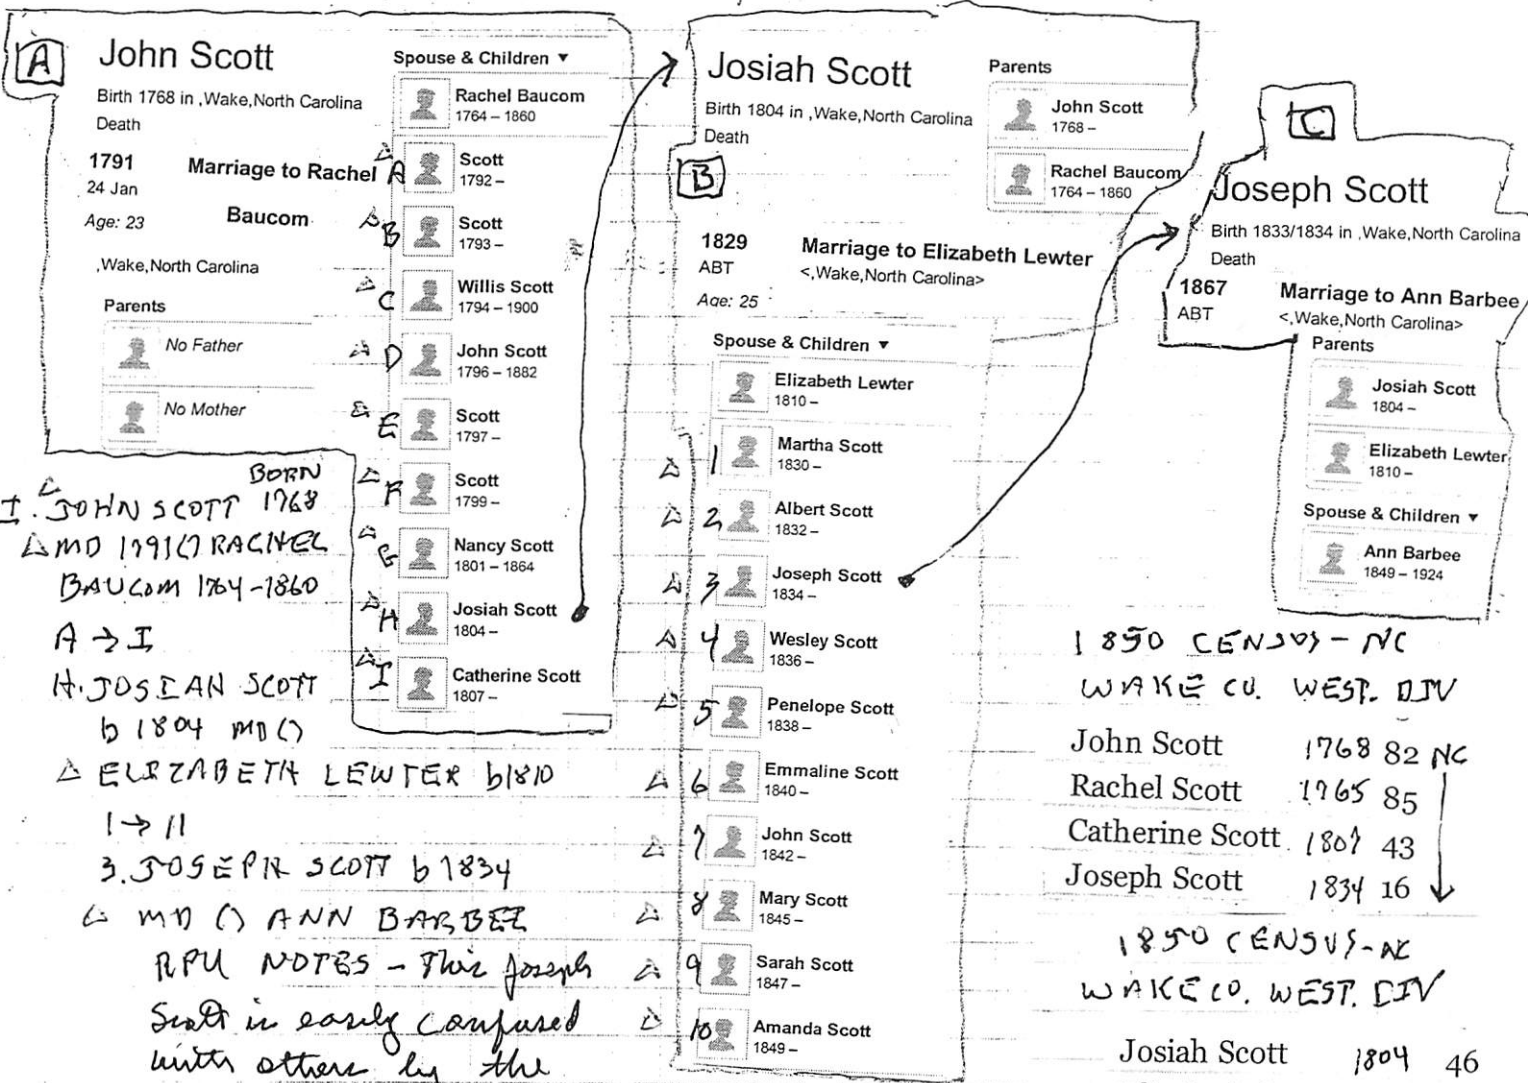 A
John Scott
Birth 1768 in ,Wake,North Carolina
Death
1791
24 Jan
Age: 23
Marriage to Rachel
Baucom
,Wake,North Carolina
Parents
No Father
No Mother
Spouse & Children ▼
Rachel Baucom
1764 – 1860
A Scott
1792 –
B Scott
1793 –
C Willis Scott
1794 – 1900
D John Scott
1796 – 1882
E Scott
1797 –
F Scott
1799 –
G Nancy Scott
1801 – 1864
H Josiah Scott
1804 –
I Catherine Scott
1807 –
BORN
I. JOHN SCOTT 1768
MD 1791 () RACHEL
BAUCOM 1764-1860
A → I
H. JOSIAH SCOTT
b 1804 MD ()
ELIZABETH LEWTER b1810
1 → 11
3. JOSEPH SCOTT b 1834
MD () ANN BARBEE
RPU NOTES - This Joseph
Scott is easily confused
with others by the
B
Josiah Scott
Birth 1804 in ,Wake,North Carolina
Death
Parents
John Scott
1768 –
Rachel Baucom
1764 – 1860
1829
ABT
Age: 25
Marriage to Elizabeth Lewter
<,Wake,North Carolina>
Spouse & Children ▼
Elizabeth Lewter
1810 –
1 Martha Scott
1830 –
2 Albert Scott
1832 –
3 Joseph Scott
1834 –
4 Wesley Scott
1836 –
5 Penelope Scott
1838 –
6 Emmaline Scott
1840 –
7 John Scott
1842 –
8 Mary Scott
1845 –
9 Sarah Scott
1847 –
10 Amanda Scott
1849 –
C
Joseph Scott
Birth 1833/1834 in ,Wake,North Carolina
Death
1867
ABT
Marriage to Ann Barbee
<,Wake,North Carolina>
Parents
Josiah Scott
1804 –
Elizabeth Lewter
1810 –
Spouse & Children ▼
Ann Barbee
1849 – 1924
1850 CENSUS - NC
WAKE CO. WEST. DIV
John Scott 1768 82 NC
Rachel Scott 1765 85
Catherine Scott 1807 43
Joseph Scott 1834 16
1850 CENSUS - NC
WAKE CO. WEST. DIV
Josiah Scott 1804 46